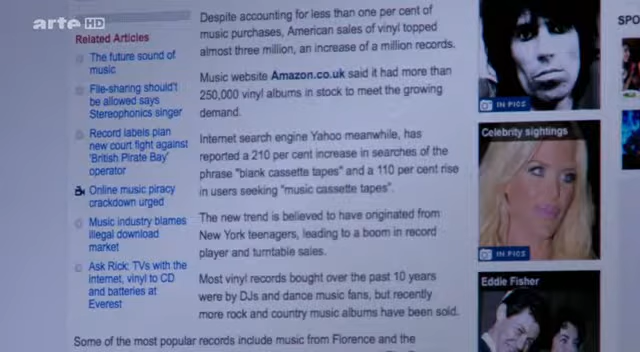 arte HD
Related Articles
The future sound of
music
File-sharing should't
be allowed says
Stereophonics singer
Record labels plan
new court fight against
'British Pirate Bay'
operator
Online music piracy
crackdown urged
Music industry blames
illegal download
market
Ask Rick: TVs with the
internet, vinyl to CD
and batteries at
Everest
Despite accounting for less than one per cent of
music purchases, American sales of vinyl topped
almost three million, an increase of a million records.
Music website Amazon.co.uk said it had more than
250,000 vinyl albums in stock to meet the growing
demand.
Internet search engine Yahoo meanwhile, has
reported a 210 per cent increase in searches of the
phrase "blank cassette tapes" and a 110 per cent rise
in users seeking "music cassette tapes".
The new trend is believed to have originated from
New York teenagers, leading to a boom in record
player and turntable sales.
Most vinyl records bought over the past 10 years
were by DJs and dance music fans, but recently
more rock and country music albums have been sold.
Some of the most popular records include music from Florence and the
IN PICS
Celebrity sightings
IN PICS
Eddie Fisher
SPO